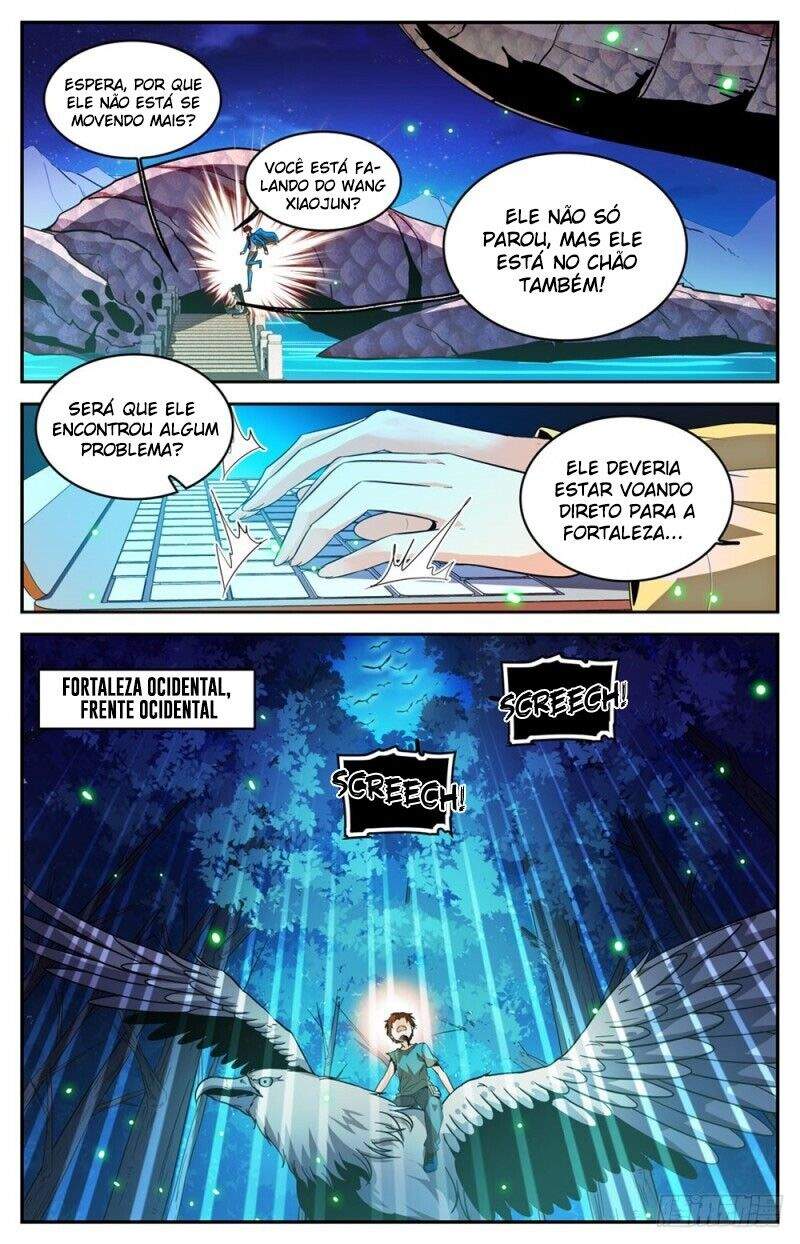 ESPERA, POR QUE
ELE NÃO ESTÁ SE
MOVENDO MAIS?
VOCÊ ESTÁ FA-
LANDO DO WANG
XIAOJUN?
ELE NÃO SÓ
PAROU, MAS ELE
ESTÁ NO CHÃO
TAMBÉM!
SERÁ QUE ELE
ENCONTROU ALGUM
PROBLEMA?
ELE DEVERIA
ESTAR VOANDO
DIRETO PARA A
FORTALEZA...
FORTALEZA OCIDENTAL,
FRENTE OCIDENTAL
SCREECH!
SCREECH!